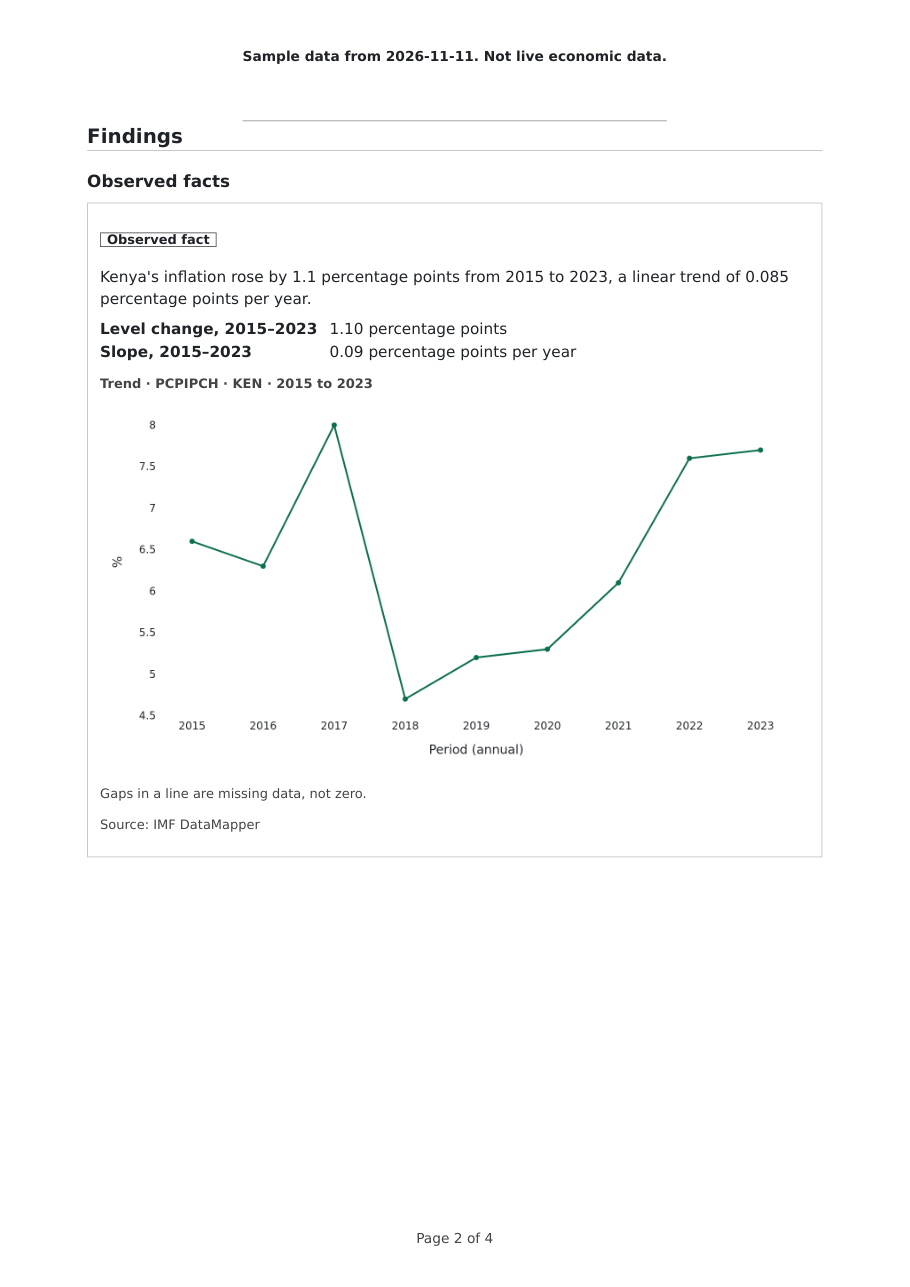 Sample data from 2026-11-11. Not live economic data.
Findings
Observed facts
Observed fact
Kenya's inflation rose by 1.1 percentage points from 2015 to 2023, a linear trend of 0.085
percentage points per year.
Level change, 2015–2023 1.10 percentage points
Slope, 2015–2023 0.09 percentage points per year
Trend · PCPIPCH · KEN · 2015 to 2023
8
7.5
7
6.5
%
6
5.5
5
4.5
2015 2016 2017 2018 2019 2020 2021 2022 2023
Period (annual)
Gaps in a line are missing data, not zero.
Source: IMF DataMapper
Page 2 of 4